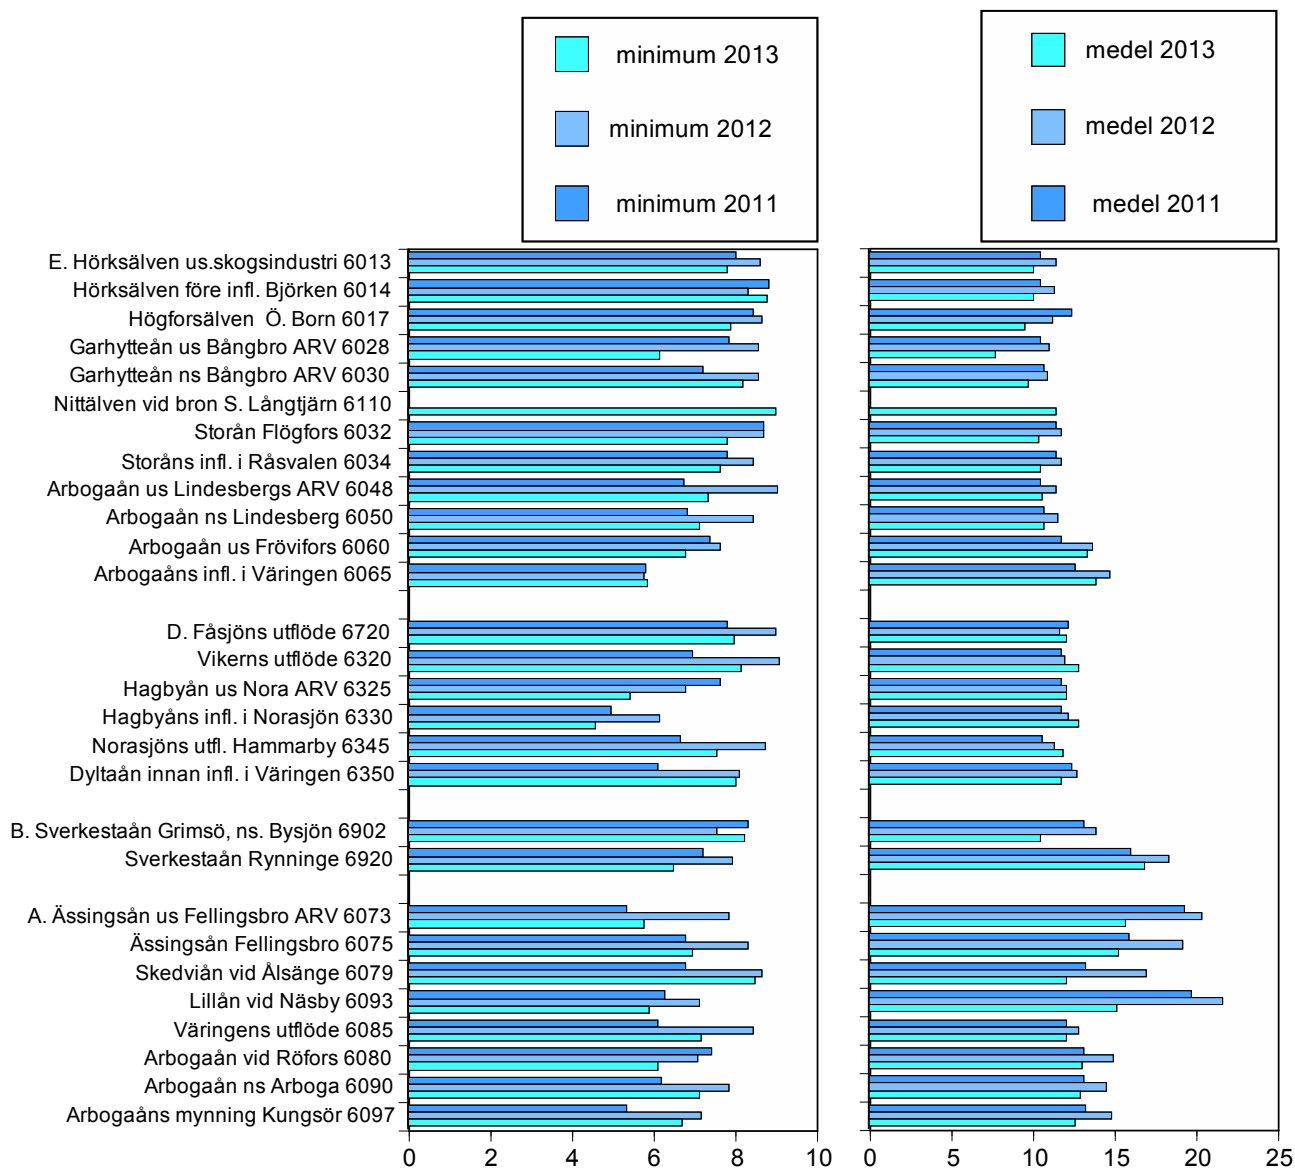 minimum 2013
minimum 2012
minimum 2011
medel 2013
medel 2012
medel 2011
E. Hörksälven us.skogsindustri 6013
Hörksälven före infl. Björken 6014
Högforsälven Ö. Born 6017
Garhytteån us Bångbro ARV 6028
Garhytteån ns Bångbro ARV 6030
Nittälven vid bron S. Långtjärn 6110
Storån Flögfors 6032
Storåns infl. i Råsvalen 6034
Arbogaån us Lindesbergs ARV 6048
Arbogaån ns Lindesberg 6050
Arbogaån us Frövifors 6060
Arbogaåns infl. i Väringen 6065
D. Fåsjöns utflöde 6720
Vikerns utflöde 6320
Hagbyån us Nora ARV 6325
Hagbyåns infl. i Norasjön 6330
Norasjöns utfl. Hammarby 6345
Dyltaån innan infl. i Väringen 6350
B. Sverkestaån Grimsö, ns. Bysjön 6902
Sverkestaån Rynninge 6920
A. Ässingsån us Fellingsbro ARV 6073
Ässingsån Fellingsbro 6075
Skedviån vid Ålsänge 6079
Lillån vid Näsby 6093
Väringens utflöde 6085
Arbogaån vid Röfors 6080
Arbogaån ns Arboga 6090
Arbogaåns mynning Kungsör 6097
0 2 4 6 8 10
0 5 10 15 20 25